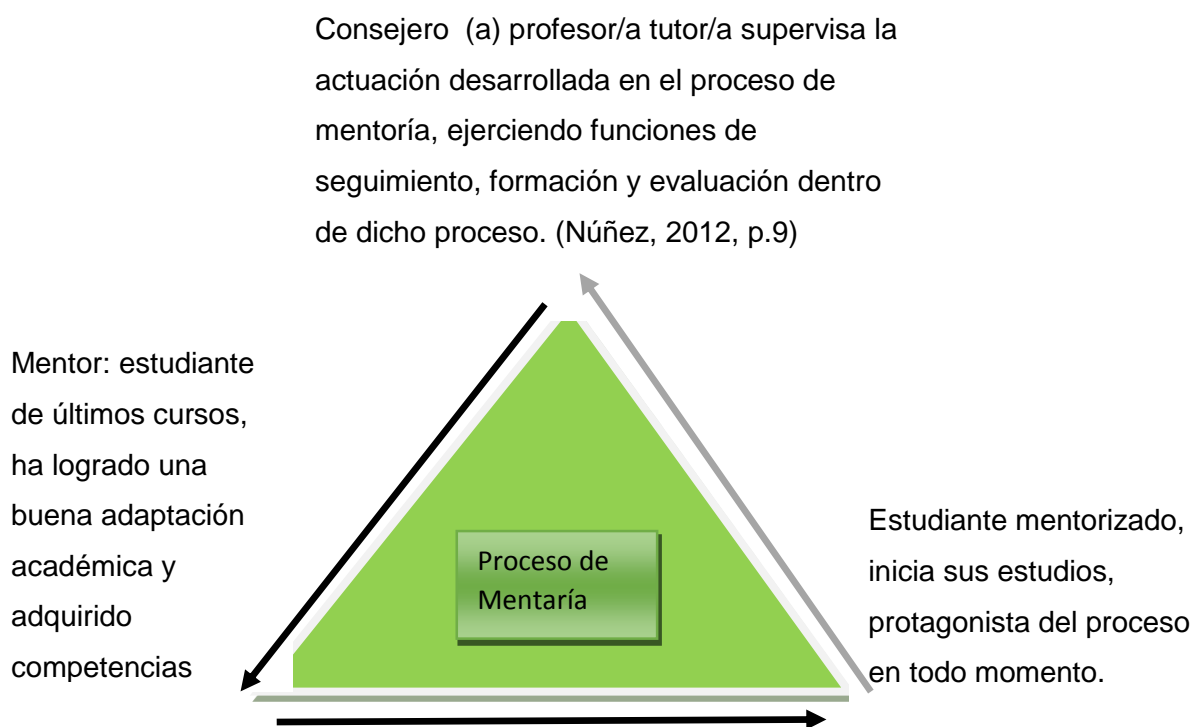 Consejero (a) profesor/a tutor/a supervisa la
actuación desarrollada en el proceso de
mentoría, ejerciendo funciones de
seguimiento, formación y evaluación dentro
de dicho proceso. (Núñez, 2012, p.9)
Mentor: estudiante
de últimos cursos,
ha logrado una
buena adaptación
académica y
adquirido
competencias
Proceso de
Mentaría
Estudiante mentorizado,
inicia sus estudios,
protagonista del proceso
en todo momento.